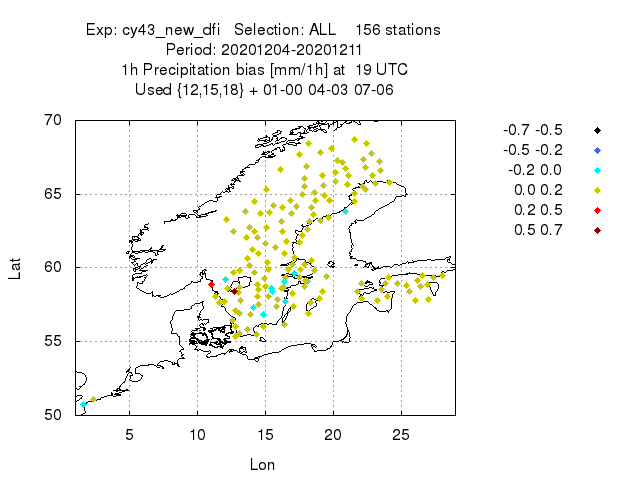 Exp: cy43_new_dfi   Selection: ALL    156 stations
Period: 20201204-20201211
1h Precipitation bias [mm/1h] at  19 UTC
Used {12,15,18} + 01-00 04-03 07-06
70
65
60
55
50
Lat
5
10
15
20
25
Lon
-0.7 -0.5
-0.5 -0.2
-0.2 0.0
0.0 0.2
0.2 0.5
0.5 0.7